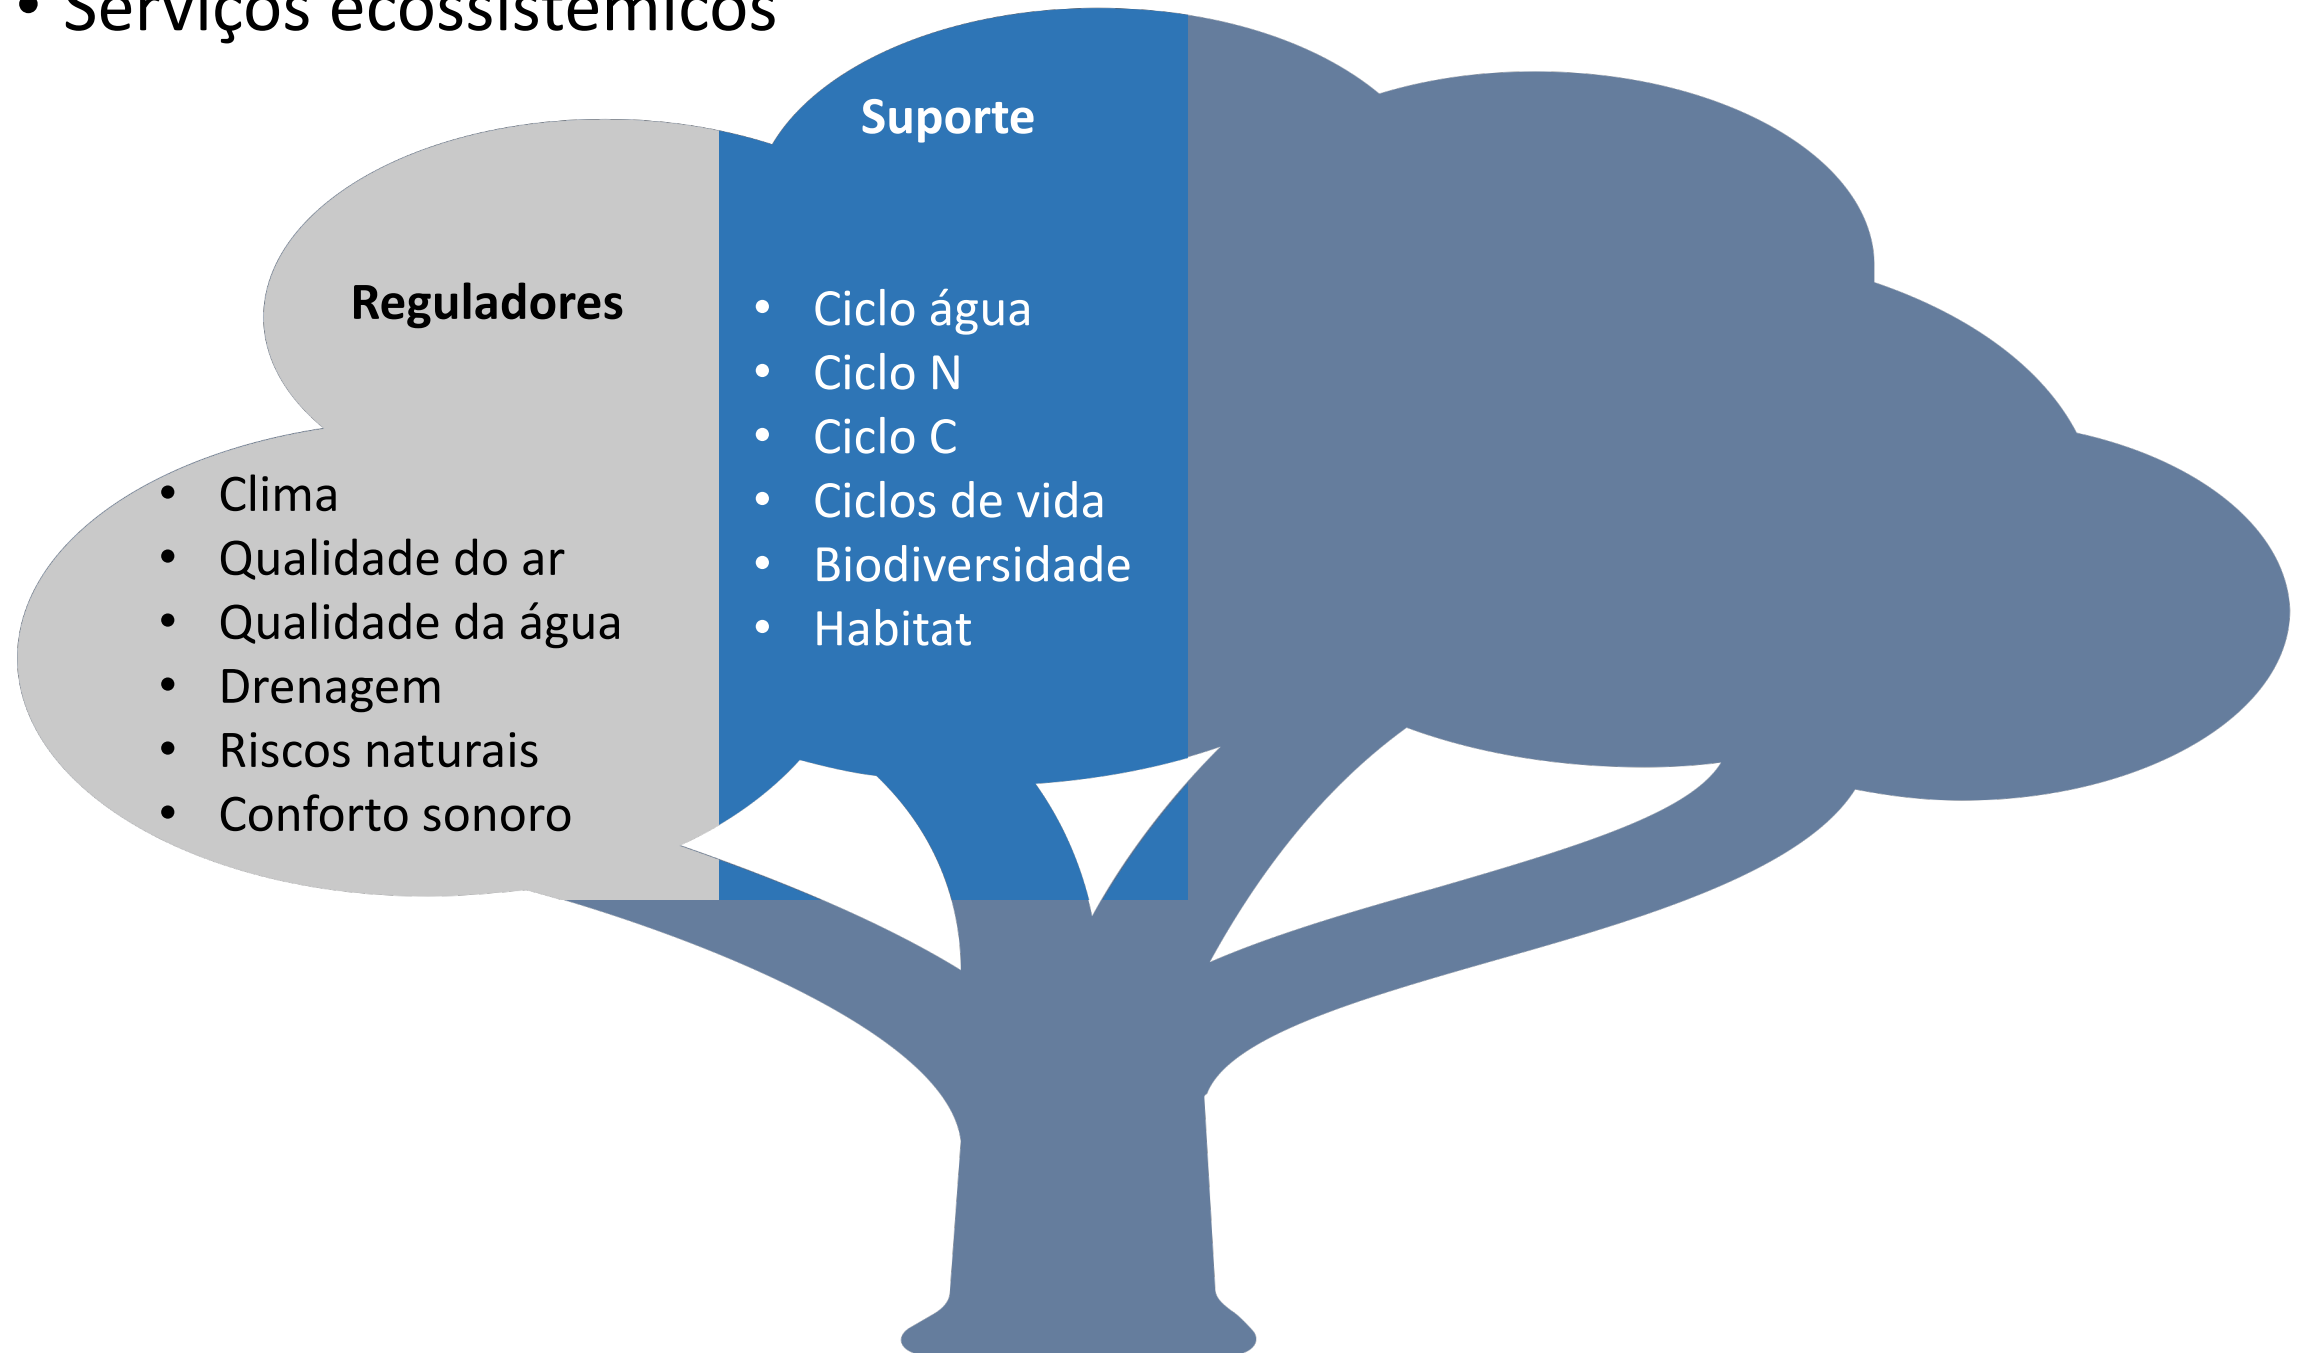 • Serviços ecossistêmicos
Suporte
Reguladores
• Ciclo água
• Ciclo N
• Ciclo C
• Ciclos de vida
• Biodiversidade
• Habitat
• Clima
• Qualidade do ar
• Qualidade da água
• Drenagem
• Riscos naturais
• Conforto sonoro